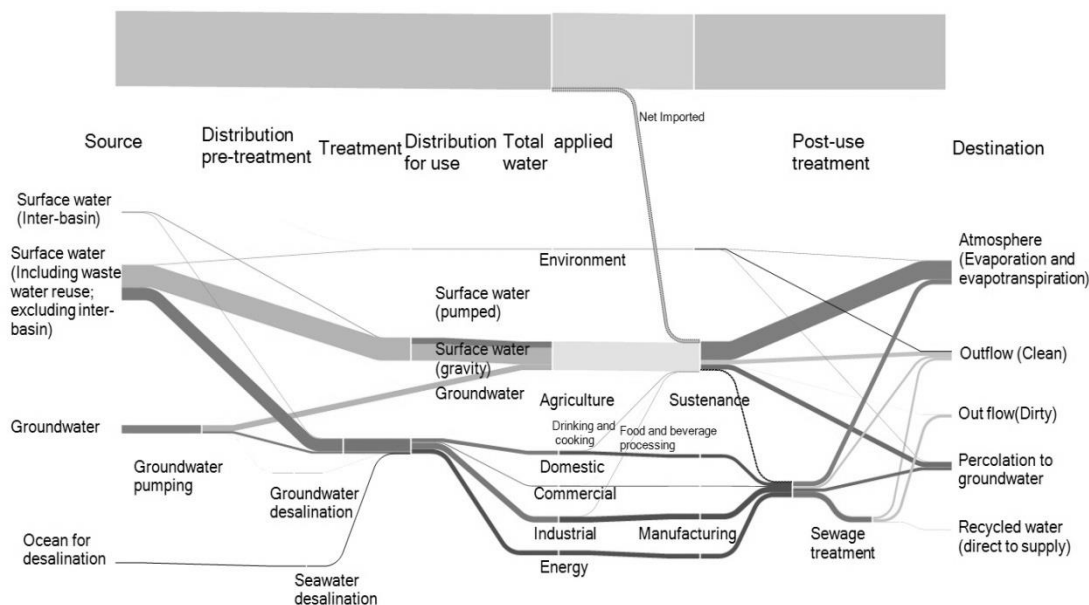 Net Imported
Source
Distribution
pre-treatment
Treatment
Distribution
for use
Total
water
applied
Post-use
treatment
Destination
Surface water
(Inter-basin)
Surface water
(Including waste
water reuse;
excluding inter-
basin)
Groundwater
Groundwater
pumping
Ocean for
desalination
Groundwater
desalination
Seawater
desalination
Surface water
(pumped)
Surface water
(gravity)
Groundwater
Environment
Agriculture
Sustenance
Drinking and
cooking
Food and beverage
processing
Domestic
Commercial
Industrial
Manufacturing
Energy
Sewage
treatment
Atmosphere
(Evaporation and
evapotranspiration)
Outflow (Clean)
Out flow(Dirty)
Percolation to
groundwater
Recycled water
(direct to supply)